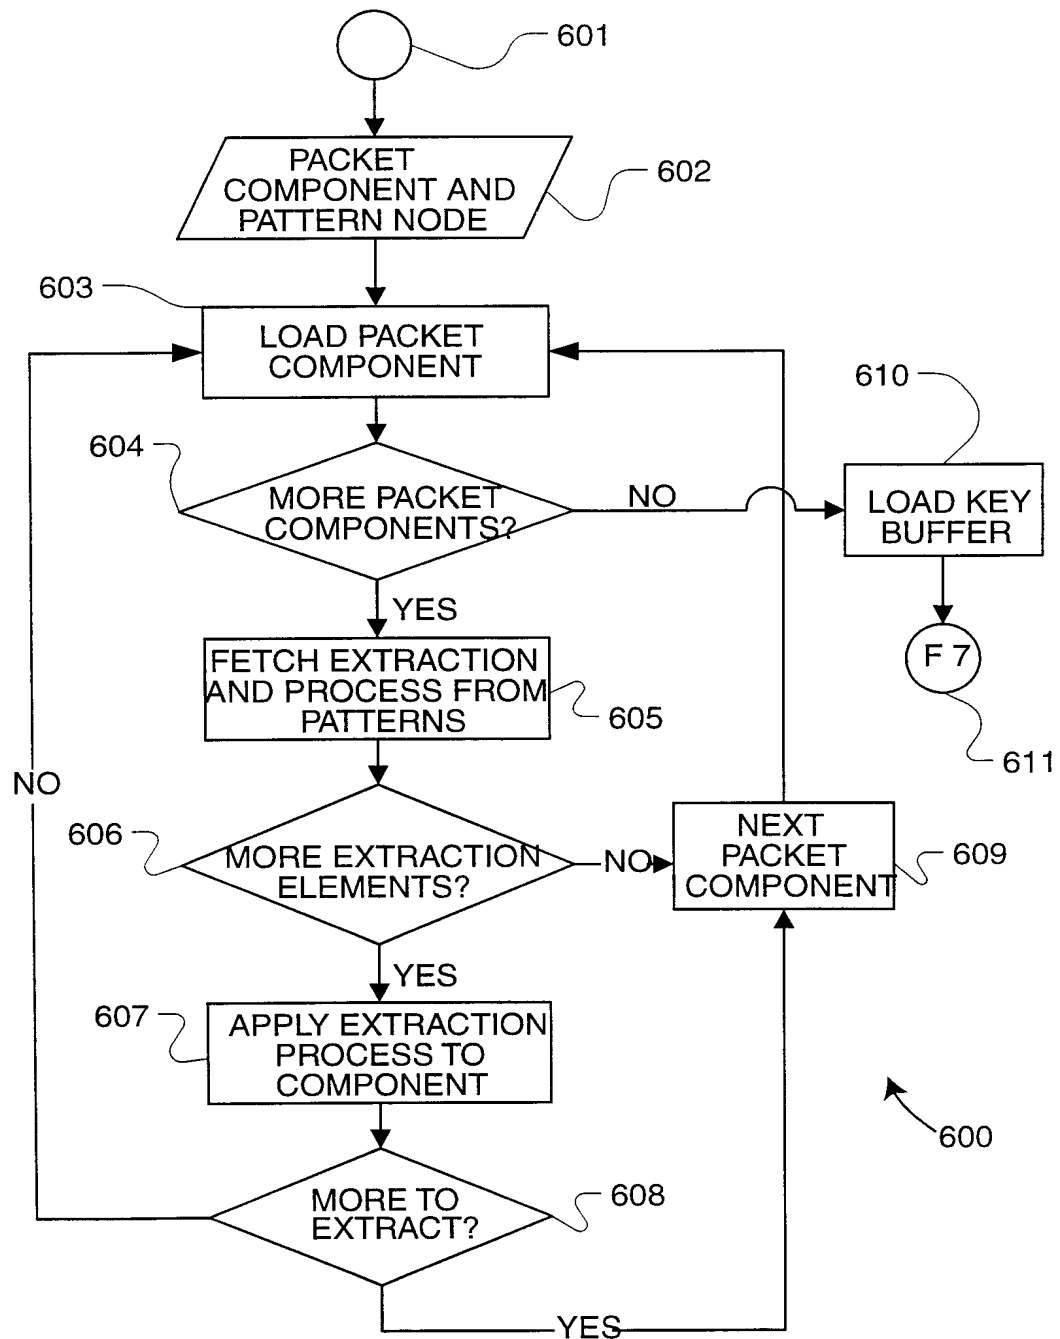 601
PACKET
COMPONENT AND
PATTERN NODE
602
603
LOAD PACKET
COMPONENT
610
604
MORE PACKET
COMPONENTS?
NO
LOAD KEY
BUFFER
YES
FETCH EXTRACTION
AND PROCESS FROM
PATTERNS
605
F 7
611
NO
606
MORE EXTRACTION
ELEMENTS?
NO
NEXT
PACKET
COMPONENT
609
YES
607
APPLY EXTRACTION
PROCESS TO
COMPONENT
600
MORE TO
EXTRACT?
608
YES